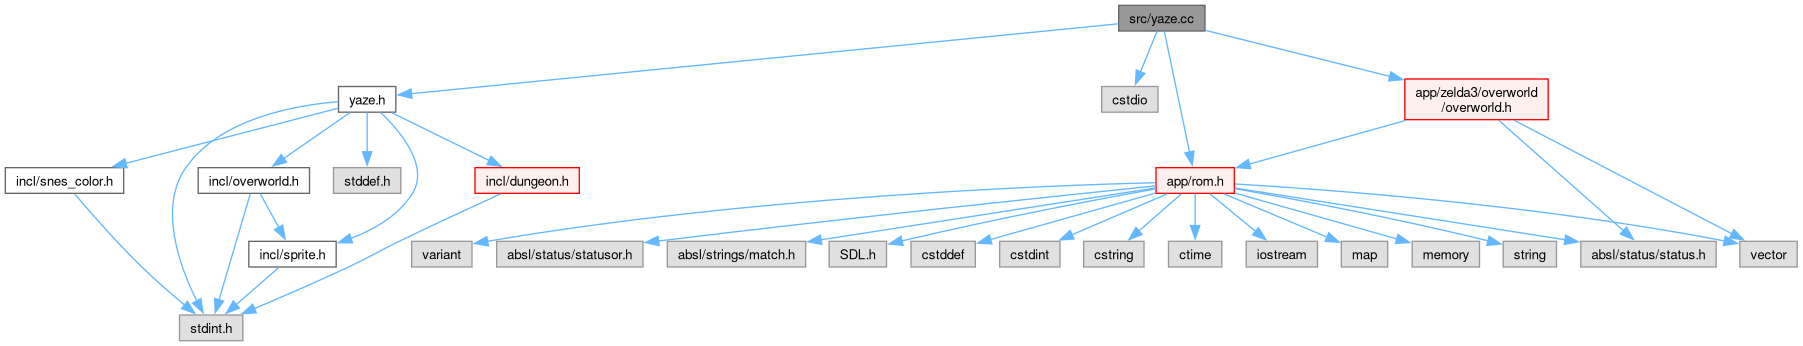 src/yaze.cc
yaze.h
cstdio
app/zelda3/overworld
/overworld.h
incl/snes_color.h
incl/overworld.h
stddef.h
incl/dungeon.h
app/rom.h
incl/sprite.h
variant
absl/status/statusor.h
absl/strings/match.h
SDL.h
cstddef
cstdint
cstring
ctime
iostream
map
memory
string
absl/status/status.h
vector
stdint.h